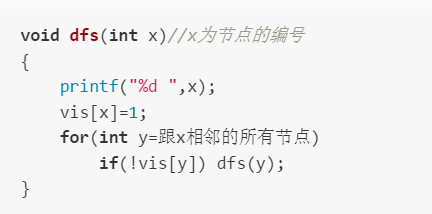 void dfs(int x)//x为节点的编号
{
    printf("%d ",x);
    vis[x]=1;
    for(int y=跟x相邻的所有节点)
        if(!vis[y]) dfs(y);
}